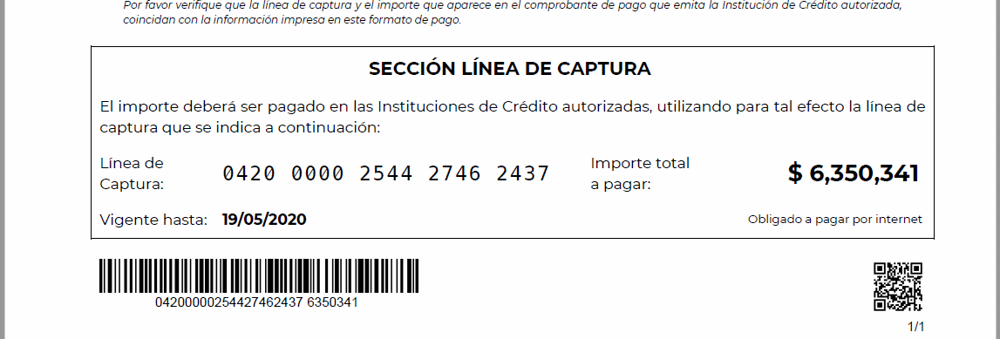 Por favor verifique que la línea de captura y el importe que aparece en el comprobante de pago que emita la Institución de Crédito autorizada,
coincidan con la información impresa en este formato de pago.
SECCIÓN LÍNEA DE CAPTURA
El importe deberá ser pagado en las Instituciones de Crédito autorizadas, utilizando para tal efecto la línea de
captura que se indica a continuación:
Línea de
Captura:
0420 0000 2544 2746 2437
Importe total
a pagar:
$ 6,350,341
Vigente hasta: 19/05/2020
Obligado a pagar por internet
04200000254427462437 6350341
1/1